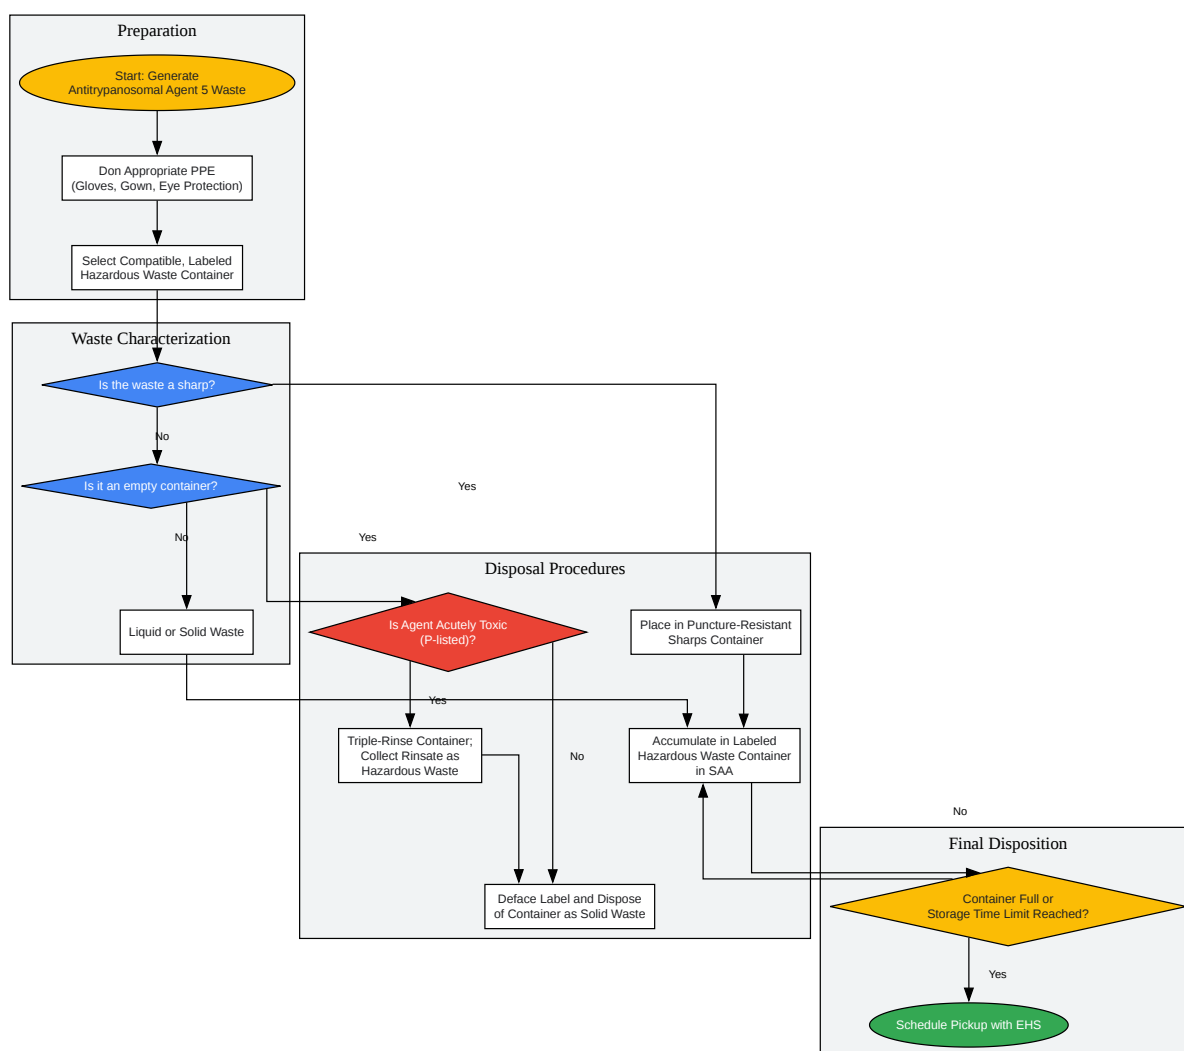 Preparation
Start: Generate
Antitrypanosomal Agent 5 Waste
Don Appropriate PPE
(Gloves, Gown, Eye Protection)
Select Compatible, Labeled
Hazardous Waste Container
Waste Characterization
Is the waste a sharp?
No
Is it an empty container?
Yes
No
Yes
Liquid or Solid Waste
Disposal Procedures
Is Agent Acutely Toxic
(P-listed)?
Place in Puncture-Resistant
Sharps Container
Yes
Triple-Rinse Container;
Collect Rinsate as
Hazardous Waste
No
Accumulate in Labeled
Hazardous Waste Container
in SAA
Deface Label and Dispose
of Container as Solid Waste
No
Final Disposition
Container Full or
Storage Time Limit Reached?
Yes
Schedule Pickup with EHS